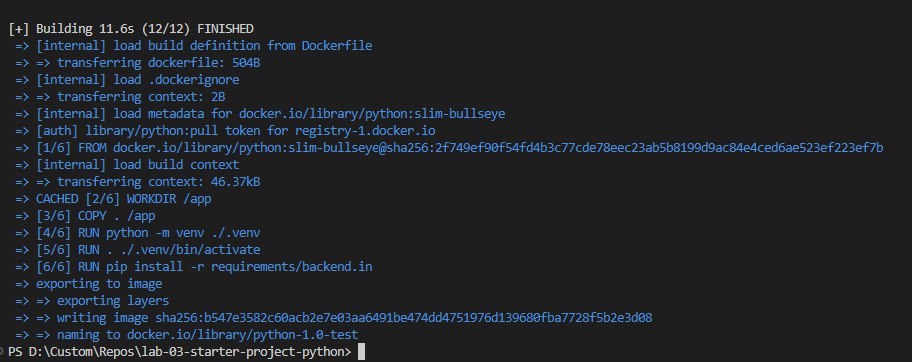 [+] Building 11.6s (12/12) FINISHED
=> [internal] load build definition from Dockerfile
=> => transferring dockerfile: 504B
=> [internal] load .dockerignore
=> => transferring context: 2B
=> [internal] load metadata for docker.io/library/python:slim-bullseye
=> [auth] library/python:pull token for registry-1.docker.io
=> [1/6] FROM docker.io/library/python:slim-bullseye@sha256:2f749ef90f54fd4b3c77cde78eec23ab5b8199d9ac84e4ced6ae523ef223ef7b
=> [internal] load build context
=> => transferring context: 46.37kB
=> CACHED [2/6] WORKDIR /app
=> [3/6] COPY . /app
=> [4/6] RUN python -m venv ./.venv
=> [5/6] RUN . ./.venv/bin/activate
=> [6/6] RUN pip install -r requirements/backend.in
=> exporting to image
=> => exporting layers
=> => writing image sha256:b547e3582c60acb2e7e03aa6491be474dd4751976d139680fba7728f5b2e3d08
=> => naming to docker.io/library/python-1.0-test
PS D:\Custom\Repos\lab-03-starter-project-python>